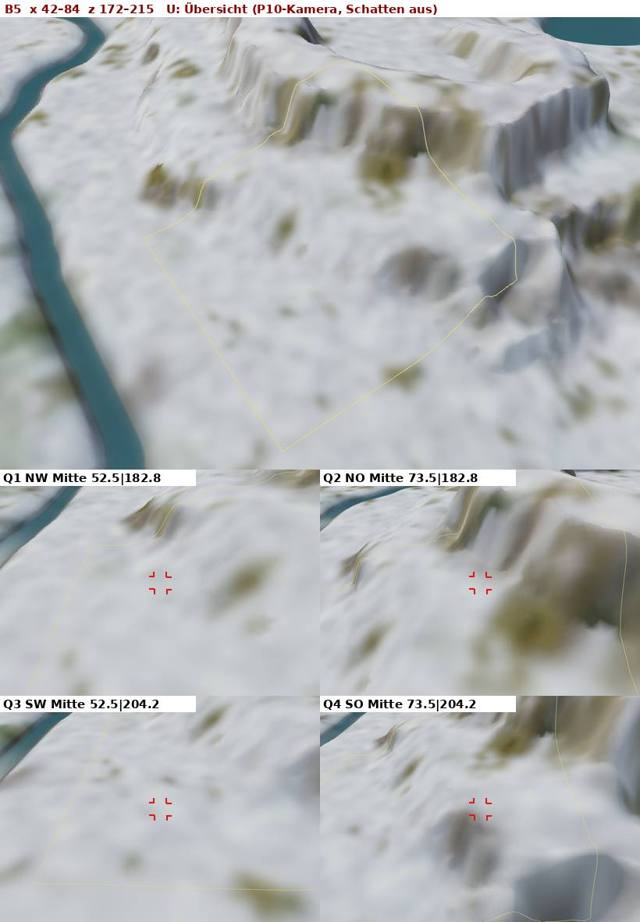 B5  x 42–84  z 172–215   U: Übersicht (P10-Kamera, Schatten aus)
Q1 NW Mitte 52.5|182.8
Q2 NO Mitte 73.5|182.8
Q3 SW Mitte 52.5|204.2
Q4 SO Mitte 73.5|204.2